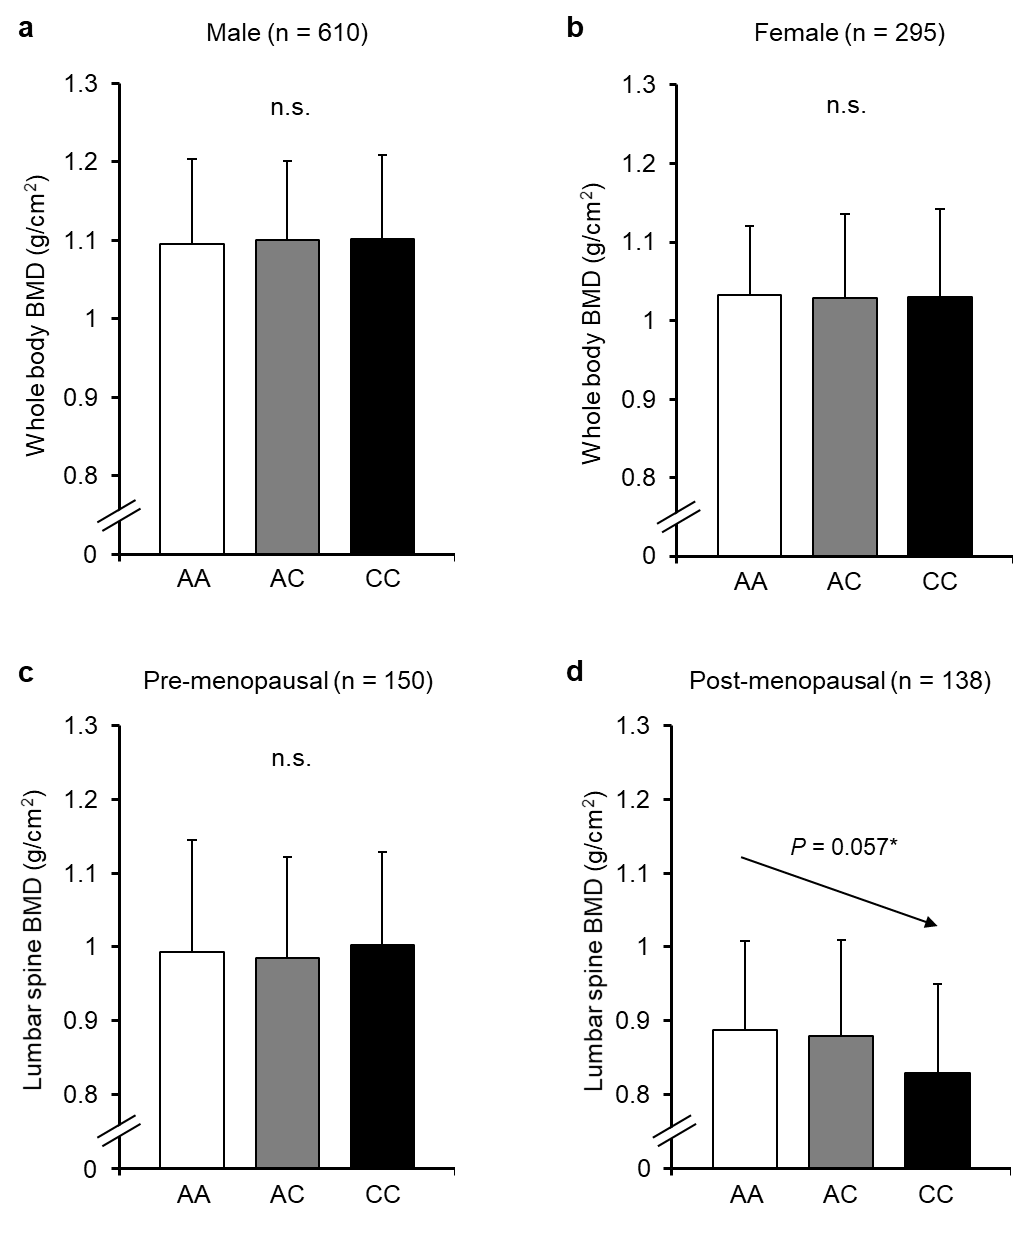 a
Male (n = 610)
Whole body BMD (g/cm²)
1.3
1.2
1.1
1
0.9
0.8
0
n.s.
AA AC CC
b
Female (n = 295)
Whole body BMD (g/cm²)
1.3
1.2
1.1
1
0.9
0.8
0
n.s.
AA AC CC
c
Pre-menopausal (n = 150)
Lumbar spine BMD (g/cm²)
1.3
1.2
1.1
1
0.9
0.8
0
n.s.
AA AC CC
d
Post-menopausal (n = 138)
Lumbar spine BMD (g/cm²)
1.3
1.2
1.1
1
0.9
0.8
0
P = 0.057*
AA AC CC